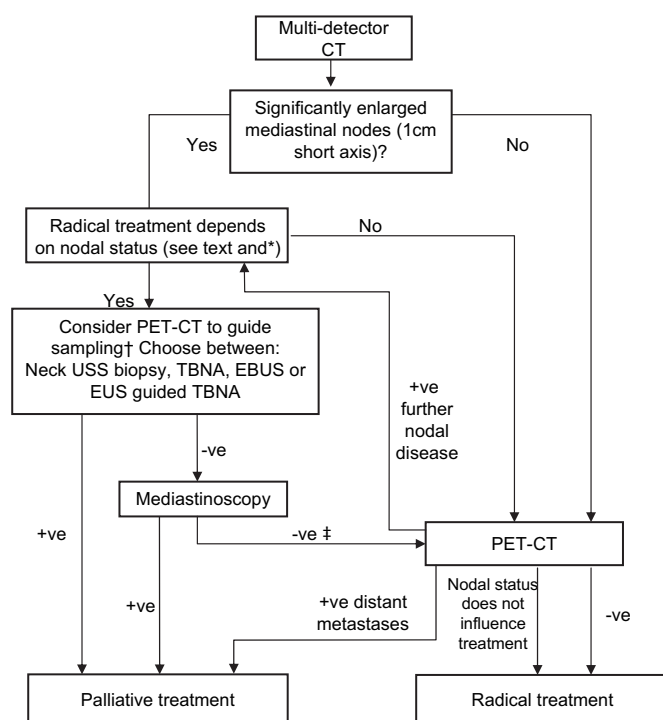 Multi-detector
CT
Significantly enlarged
mediastinal nodes (1cm
short axis)?
Yes
No
Radical treatment depends
on nodal status (see text and*)
No
Yes
Consider PET-CT to guide
sampling† Choose between:
Neck USS biopsy, TBNA, EBUS or
EUS guided TBNA
+ve
further
nodal
disease
-ve
Mediastinoscopy
+ve
-ve ‡
PET-CT
+ve
+ve distant
metastases
Nodal status
does not
influence
treatment
-ve
Palliative treatment
Radical treatment